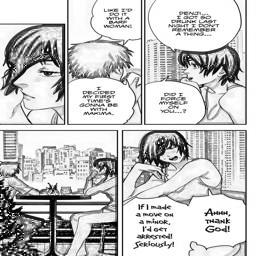 DENJI...
I GOT SO
DRUNK LAST
NIGHT I DON'T
REMEMBER
A THING...
LIKE I'D
DO IT
WITH A
BARF
WOMAN!
I
DECIDED
MY FIRST
TIME'S
GONNA BE
WITH
MAKIMA.
DID I
FORCE
MYSELF
ON
YOU...?
If I made
a move on
a minor,
I'd get
arrested!
Seriously!
Ahhh,
thank
God!